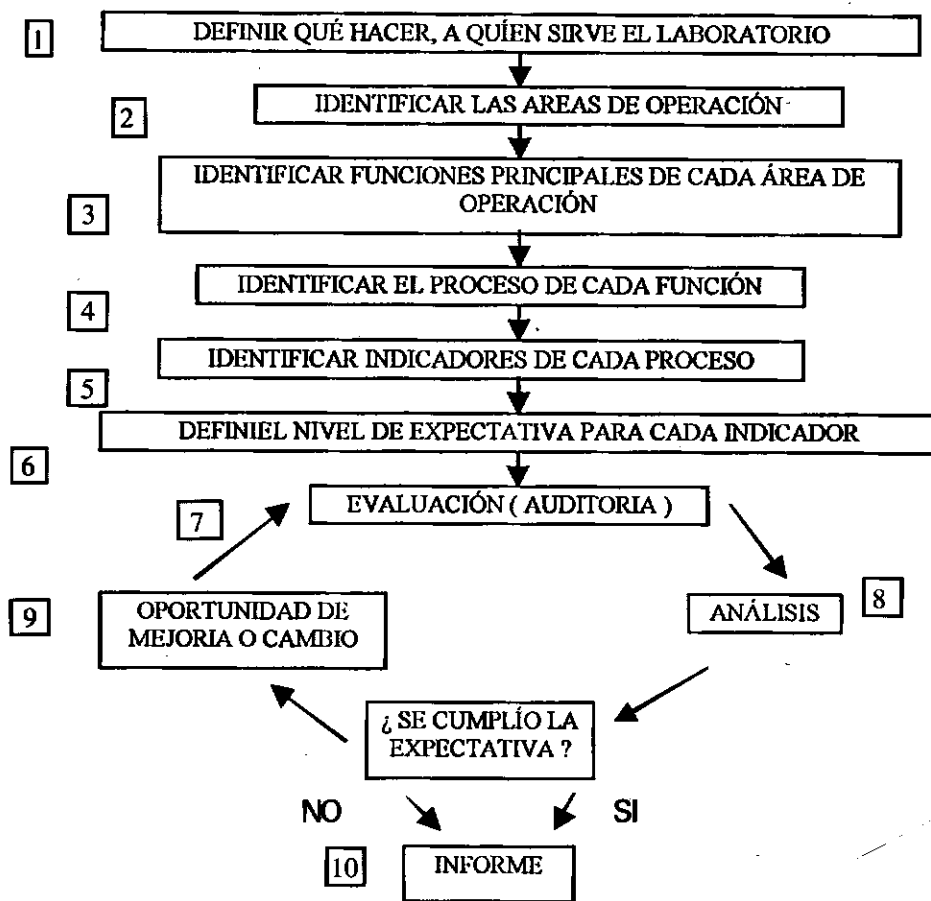 1
DEFINIR QUÉ HACER, A QUÍEN SIRVE EL LABORATORIO
2
IDENTIFICAR LAS AREAS DE OPERACIÓN
3
IDENTIFICAR FUNCIONES PRINCIPALES DE CADA ÁREA DE
OPERACIÓN
4
IDENTIFICAR EL PROCESO DE CADA FUNCIÓN
5
IDENTIFICAR INDICADORES DE CADA PROCESO
6
DEFINIEL NIVEL DE EXPECTATIVA PARA CADA INDICADOR
7
EVALUACIÓN ( AUDITORIA )
8
ANÁLISIS
9
OPORTUNIDAD DE
MEJORIA O CAMBIO
¿ SE CUMPLÍO LA
EXPECTATIVA ?
NO
SI
10
INFORME